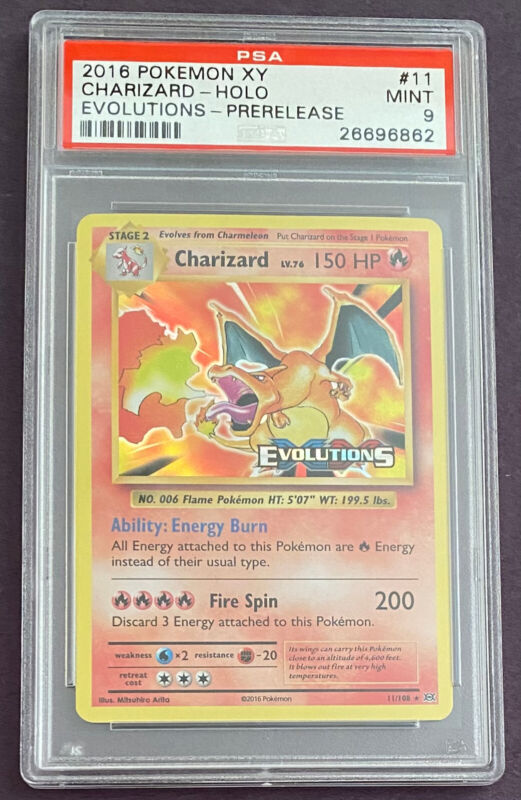 PSA
2016 POKEMON XY #11
CHARIZARD-HOLO MINT
EVOLUTIONS-PRERELEASE 9
26696862
STAGE 2 Evolves from Charmeleon Put Charizard on the Stage 1 Pokémon
Charizard LV.76 150 HP
EVOLUTIONS
NO. 006 Flame Pokémon HT: 5'07" WT: 199.5 lbs.
Ability: Energy Burn
All Energy attached to this Pokémon are Energy
instead of their usual type.
Fire Spin 200
Discard 3 Energy attached to this Pokémon.
weakness ×2 resistance -20
retreat
cost
Its wings can carry this Pokémon
close to an altitude of 4,600 feet.
It blows out fire at very high
temperatures.
Illus. Mitsuhiro Arita ©2016 Pokémon 11/108 ★ XY